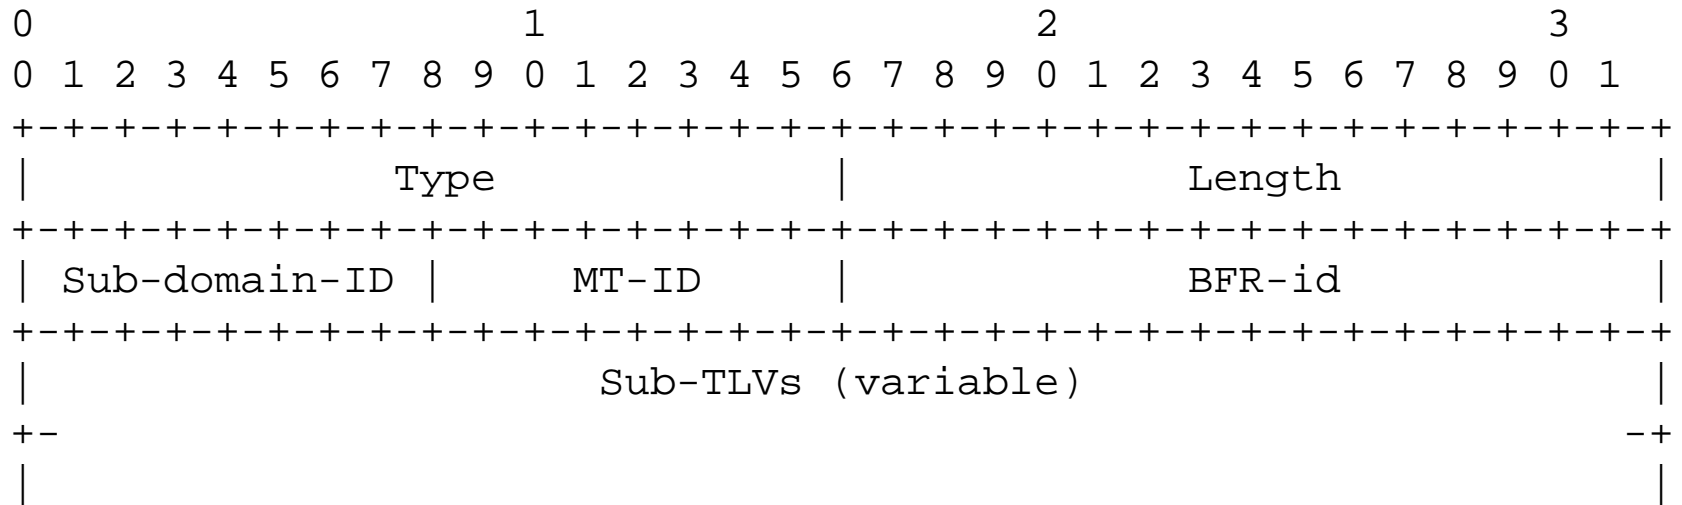 0                   1                   2                   3
0 1 2 3 4 5 6 7 8 9 0 1 2 3 4 5 6 7 8 9 0 1 2 3 4 5 6 7 8 9 0 1
+-+-+-+-+-+-+-+-+-+-+-+-+-+-+-+-+-+-+-+-+-+-+-+-+-+-+-+-+-+-+-+-+
|              Type             |             Length            |
+-+-+-+-+-+-+-+-+-+-+-+-+-+-+-+-+-+-+-+-+-+-+-+-+-+-+-+-+-+-+-+-+
| Sub-domain-ID |     MT-ID     |             BFR-id            |
+-+-+-+-+-+-+-+-+-+-+-+-+-+-+-+-+-+-+-+-+-+-+-+-+-+-+-+-+-+-+-+-+
|                      Sub-TLVs (variable)                      |
+-                                                             -+
|                                                               |